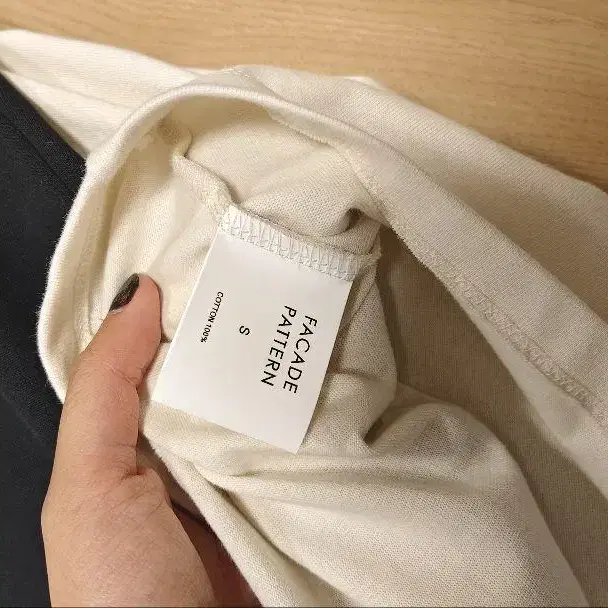 FACADE
PATTERN
S
COTTON 100%